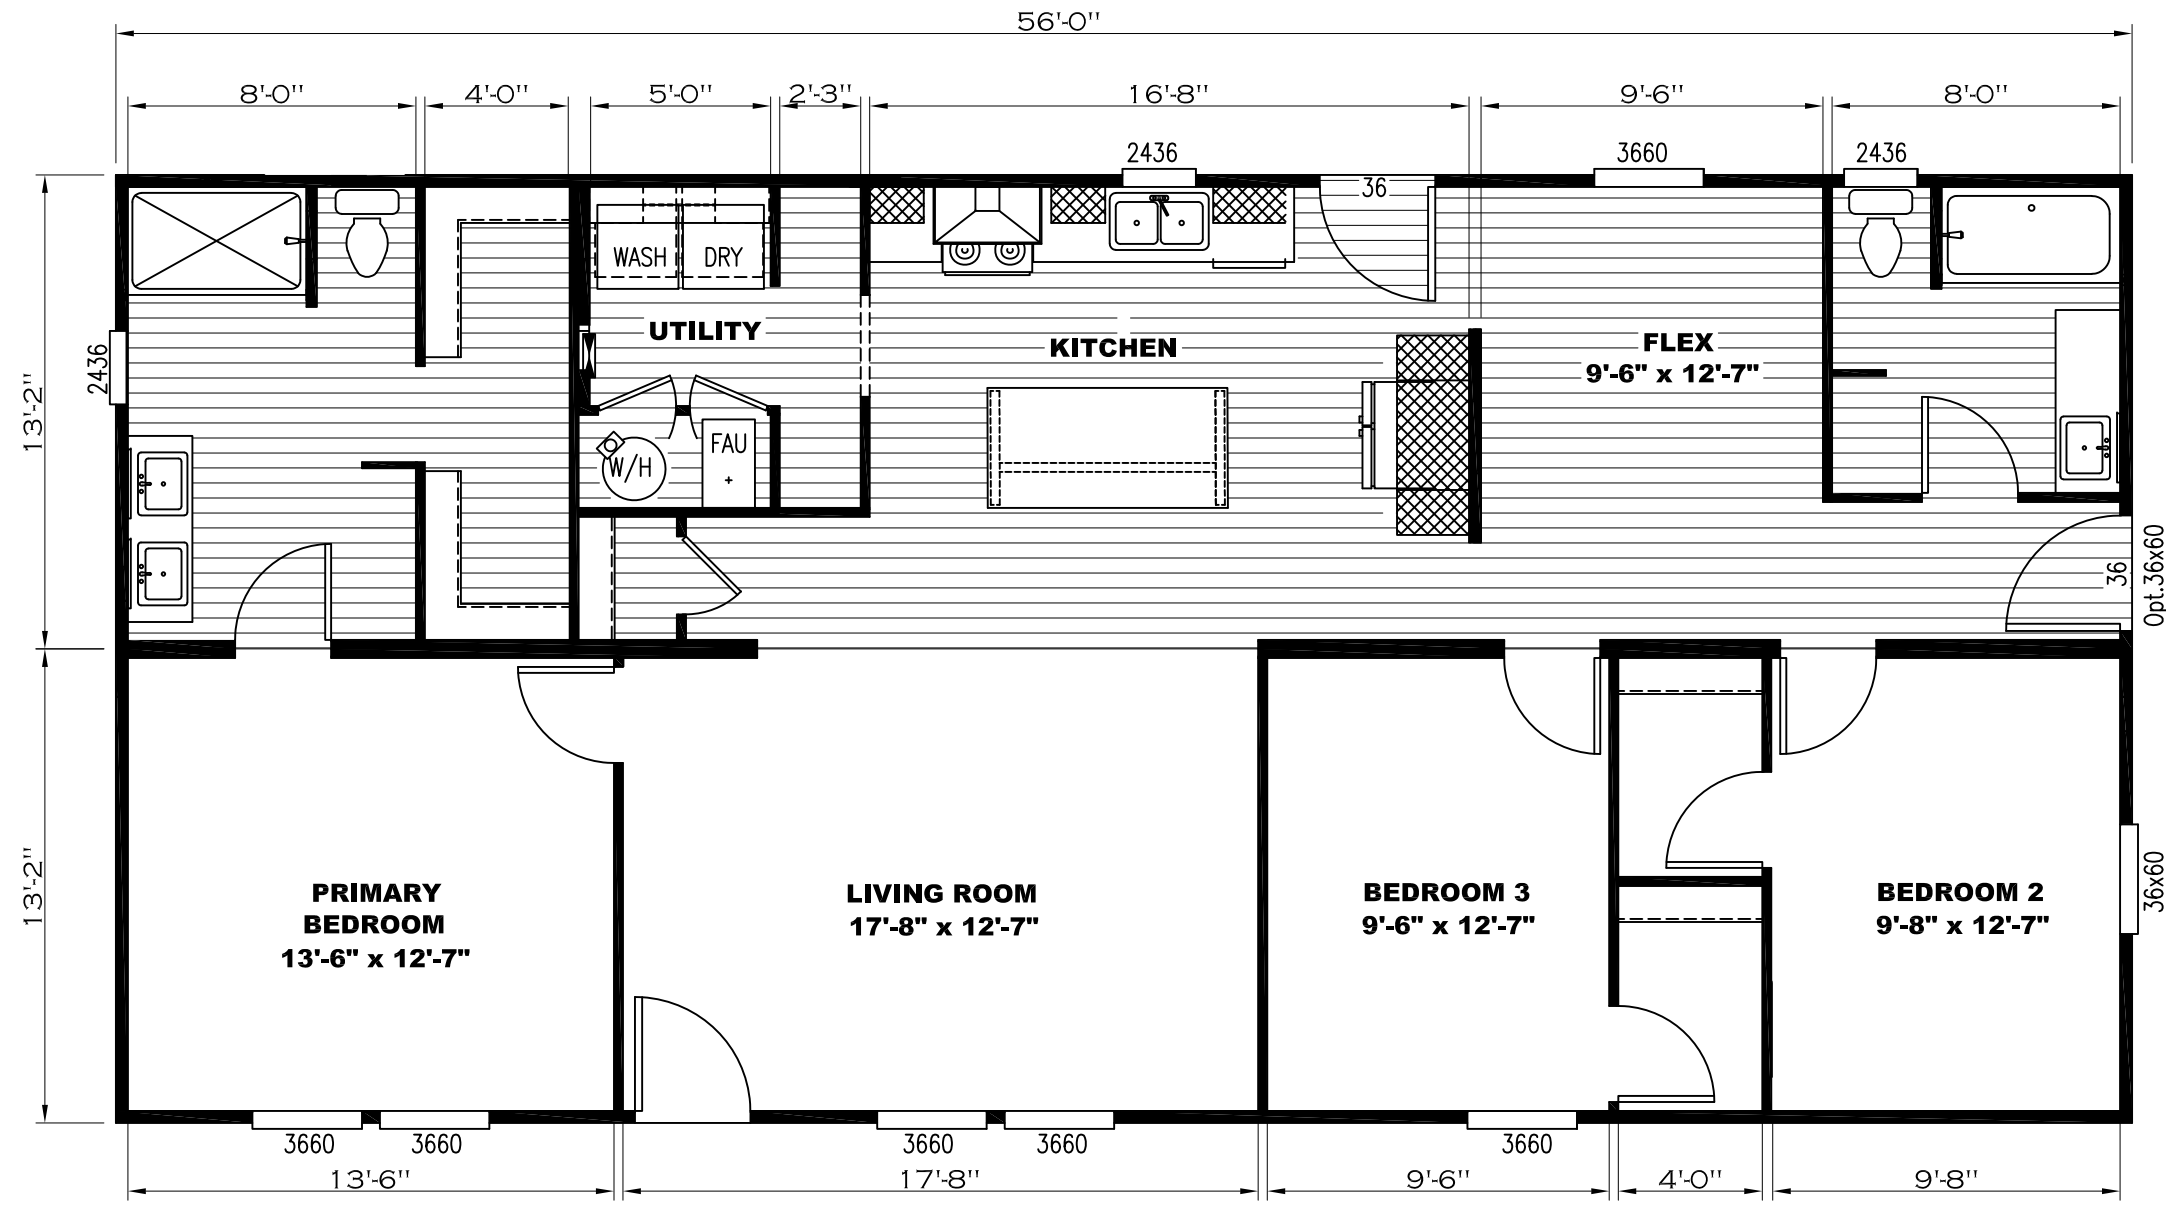 56'-0"
8'-0"
4'-0"
5'-0"
2'-3"
16'-8"
9'-6"
8'-0"
2436
3660
2436
36
WASH
DRY
UTILITY
KITCHEN
FLEX
9'-6" x 12'-7"
2436
13'-2"
FAU
W/H
36
Opt.36x60
13'-2"
PRIMARY
BEDROOM
13'-6" x 12'-7"
LIVING ROOM
17'-8" x 12'-7"
BEDROOM 3
9'-6" x 12'-7"
BEDROOM 2
9'-8" x 12'-7"
36x60
3660
3660
3660
3660
3660
13'-6"
17'-8"
9'-6"
4'-0"
9'-8"